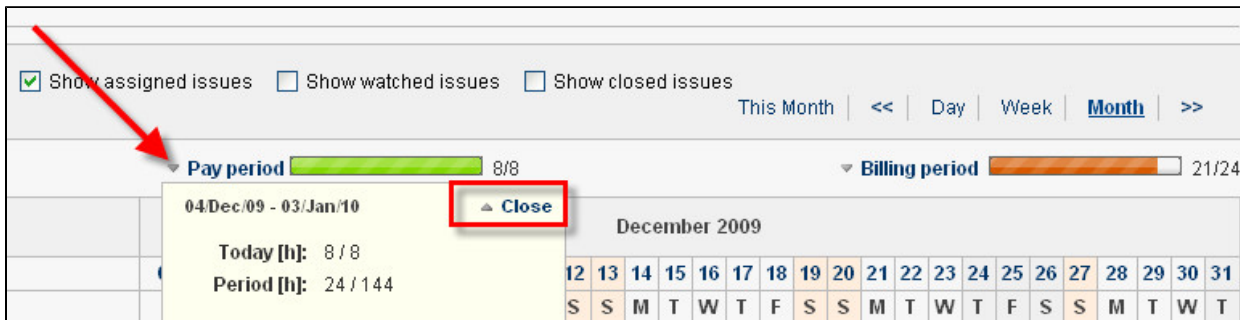 Show assigned issues Show watched issues Show closed issues
This Month << Day Week Month >>
Pay period 8/8 Billing period 21/24
04/Dec/09 - 03/Jan/10 Close
December 2009
Today [h]: 8 / 8
12 13 14 15 16 17 18 19 20 21 22 23 24 25 26 27 28 29 30 31
Period [h]: 24 / 144
S S M T W T F S S M T W T F S S M T W T